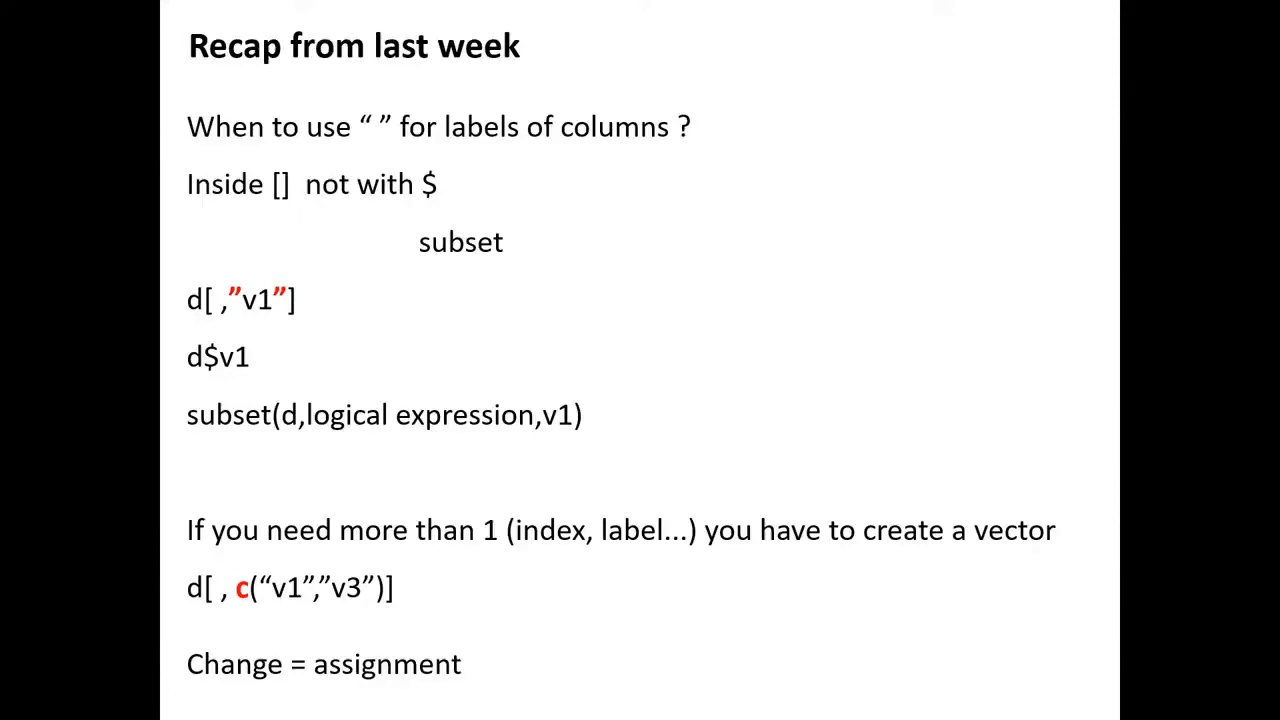 Recap from last week
When to use “ ” for labels of columns ?
Inside []  not with $
subset
d[ ,”v1”]
d$v1
subset(d,logical expression,v1)
If you need more than 1 (index, label...) you have to create a vector
d[ , c(“v1”,”v3”)]
Change = assignment